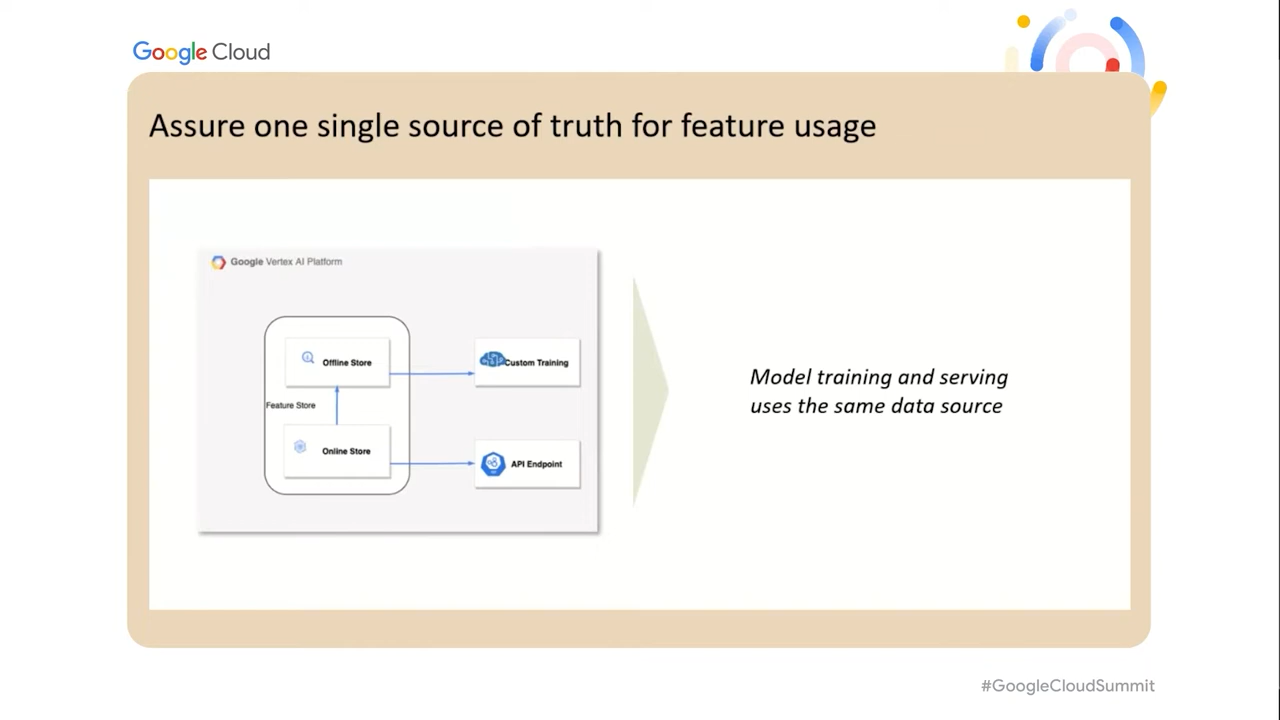 Google Cloud
Assure one single source of truth for feature usage
Google Vertex AI Platform
Offline Store
Custom Training
Feature Store
Online Store
API Endpoint
Model training and serving
uses the same data source
#GoogleCloudSummit